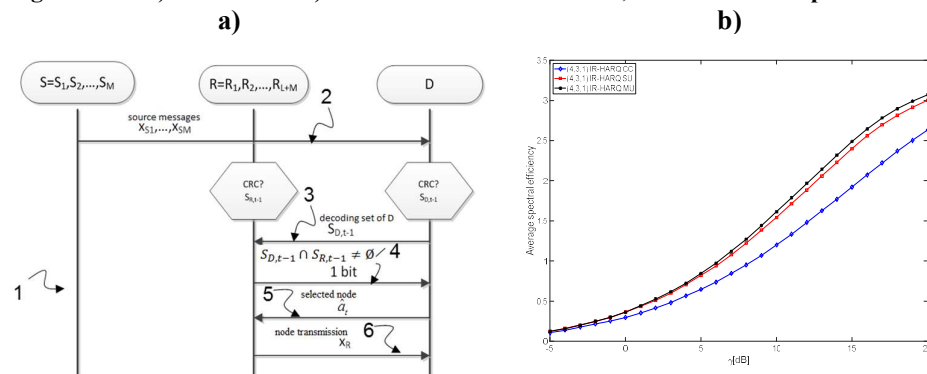 a)
b)
S=S1,S2,...,SM
R=R1,R2,...,RL+M
D
source messages
xS1,...,xSM
2
CRC?
SR,t-1
CRC?
SD,t-1
3
decoding set of D
SD,t-1
SD,t−1 ∩ SR,t−1 ≠ ∅
4
1 bit
1
5
selected node
ât
node transmission
xR
6
(4,3,1) IR-HARQ CC
(4,3,1) IR-HARQ SU
(4,3,1) IR-HARQ MU
Average spectral efficiency
3.5
3
2.5
2
1.5
1
0.5
0
-5
0
5
10
15
20
γ[dB]